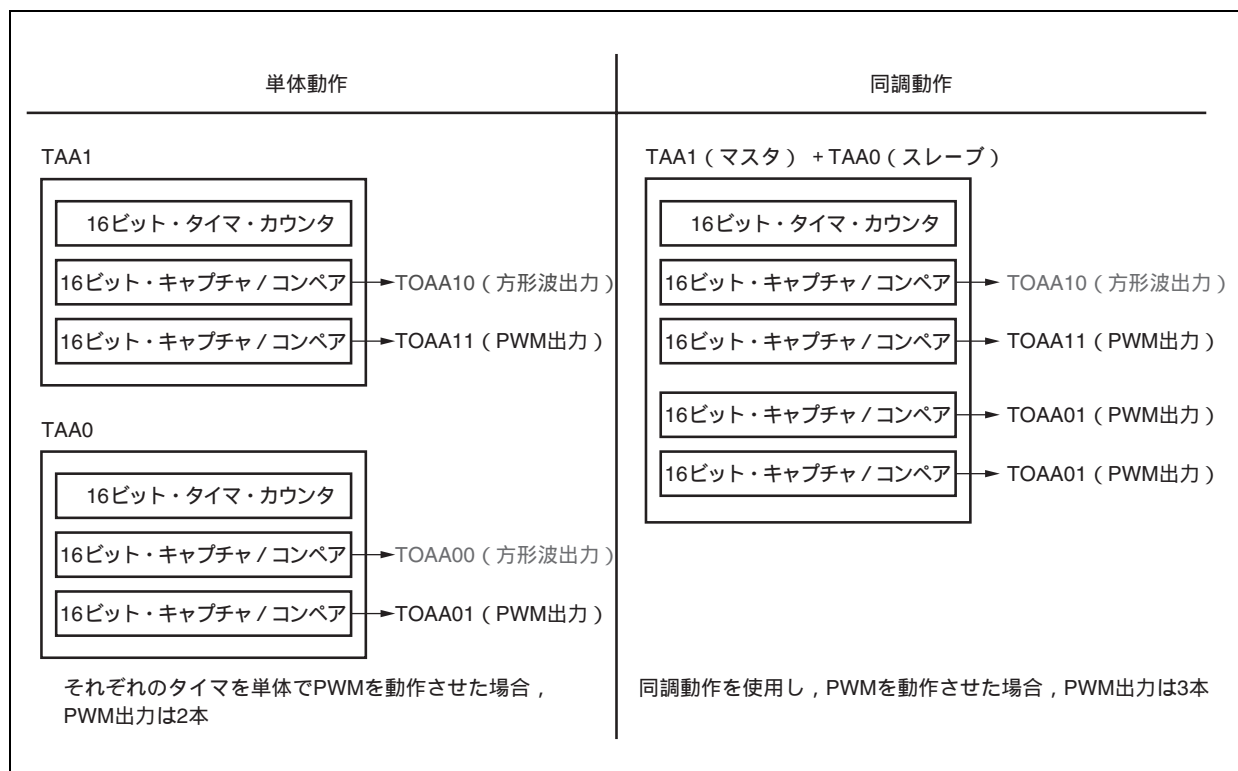 単体動作
TAA1
16ビット・タイマ・カウンタ
16ビット・キャプチャ / コンペア
TOAA10（方形波出力）
16ビット・キャプチャ / コンペア
TOAA11（PWM出力）
TAA0
16ビット・タイマ・カウンタ
16ビット・キャプチャ / コンペア
TOAA00（方形波出力）
16ビット・キャプチャ / コンペア
TOAA01（PWM出力）
それぞれのタイマを単体でPWMを動作させた場合，
PWM出力は2本
同調動作
TAA1（マスタ） + TAA0（スレーブ）
16ビット・タイマ・カウンタ
16ビット・キャプチャ / コンペア
TOAA10（方形波出力）
16ビット・キャプチャ / コンペア
TOAA11（PWM出力）
16ビット・キャプチャ / コンペア
TOAA01（PWM出力）
16ビット・キャプチャ / コンペア
TOAA01（PWM出力）
同調動作を使用し，PWMを動作させた場合，PWM出力は3本